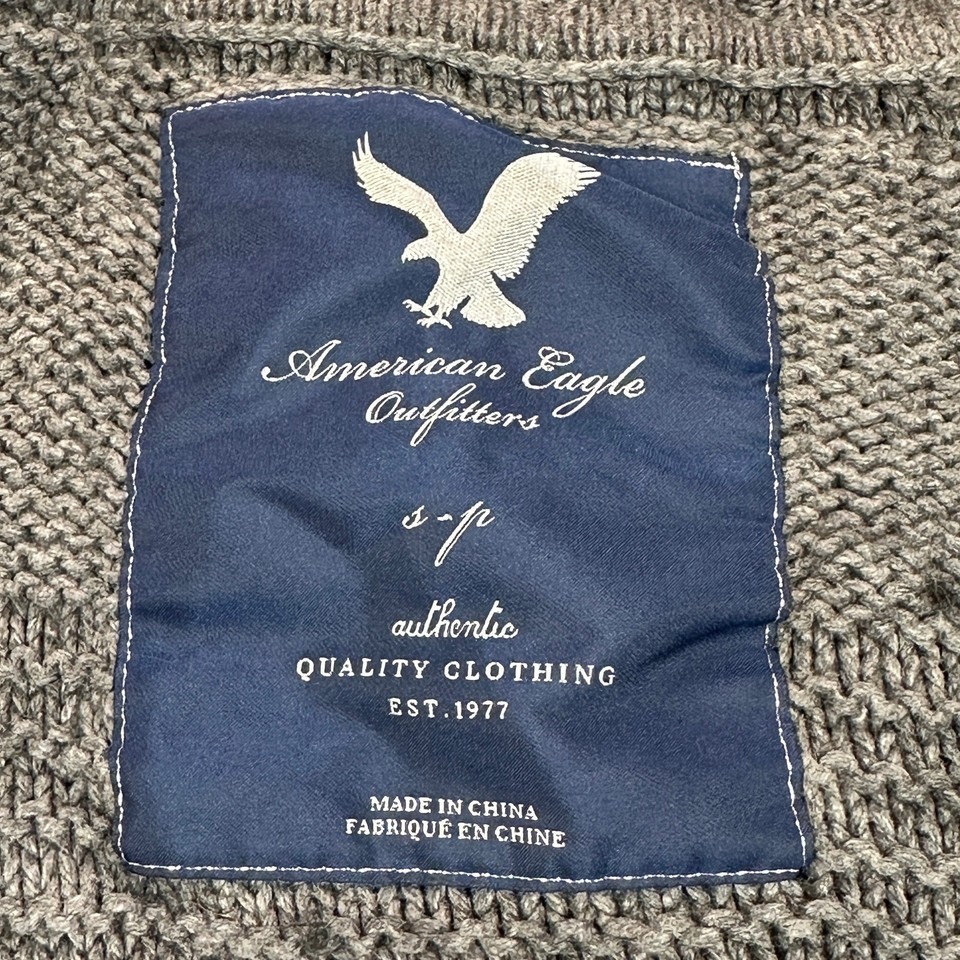 American Eagle
Outfitters
s-p
authentic
QUALITY CLOTHING
EST.1977
MADE IN CHINA
FABRIQUÉ EN CHINE